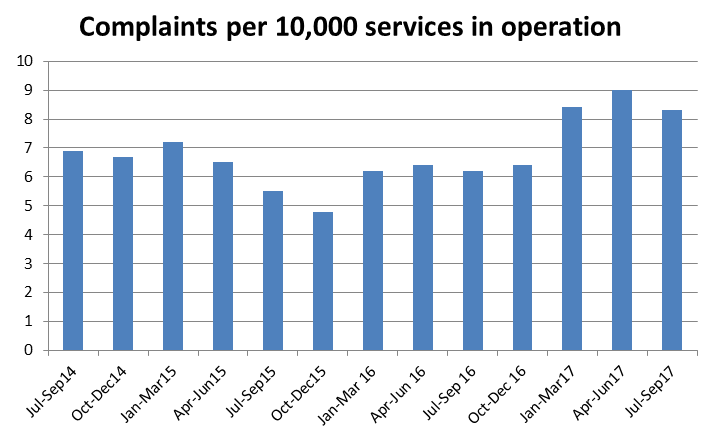 Complaints per 10,000 services in operation
10
9
8
7
6
5
4
3
2
1
0
Jul-Sep14
Oct-Dec14
Jan-Mar15
Apr-Jun15
Jul-Sep15
Oct-Dec15
Jan-Mar 16
Apr-Jun 16
Jul-Sep 16
Oct-Dec 16
Jan-Mar17
Apr-Jun17
Jul-Sep17